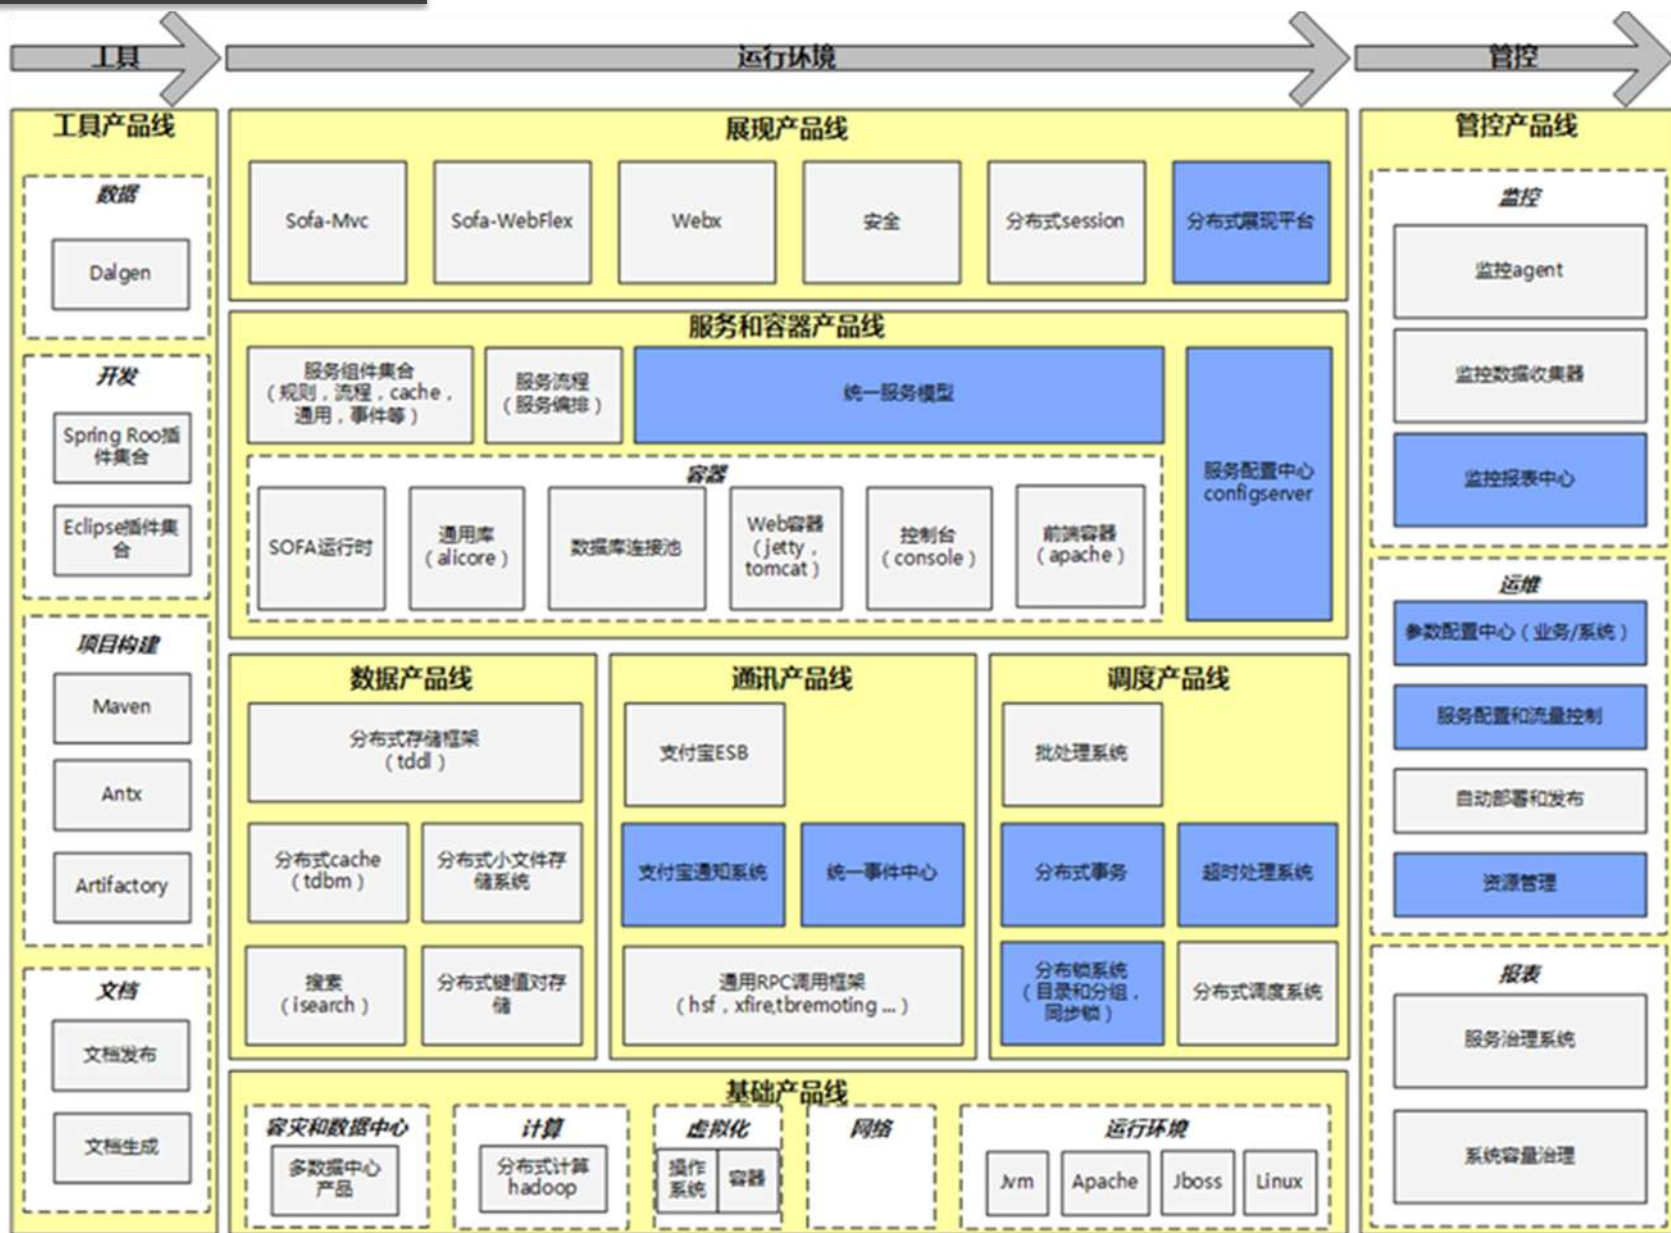 工具
运行环境
管控
工具产品线
数据
Dalgen
开发
Spring Roo插
件集合
Eclipse插件集
合
项目构建
Maven
Antx
Artifactory
文档
文档发布
文档生成
展现产品线
Sofa-Mvc
Sofa-WebFlex
Webx
安全
分布式session
分布式展现平台
服务和容器产品线
服务组件集合
（规则，流程，cache，
通用，事件等）
服务流程
（服务编排）
统一服务模型
服务配置中心
configserver
容器
SOFA运行时
通用库
（alicore）
数据库连接池
Web容器
（jetty，
tomcat）
控制台
（console）
前端容器
（apache）
数据产品线
分布式存储框架
（tddl）
分布式cache
（tdbm）
分布式小文件存
储系统
搜索
（isearch）
分布式键值对存
储
通讯产品线
支付宝ESB
支付宝通知系统
统一事件中心
通用RPC调用框架
（hsf，xfire,tbremoting ...）
调度产品线
批处理系统
分布式事务
超时处理系统
分布锁系统
（目录和分组，
同步锁）
分布式调度系统
基础产品线
容灾和数据中心
多数据中心
产品
计算
分布式计算
hadoop
虚拟化
操作
系统
容器
网络
运行环境
Jvm
Apache
Jboss
Linux
管控产品线
监控
监控agent
监控数据收集器
监控报表中心
运维
参数配置中心（业务/系统）
服务配置和流量控制
自动部署和发布
资源管理
报表
服务治理系统
系统容量治理